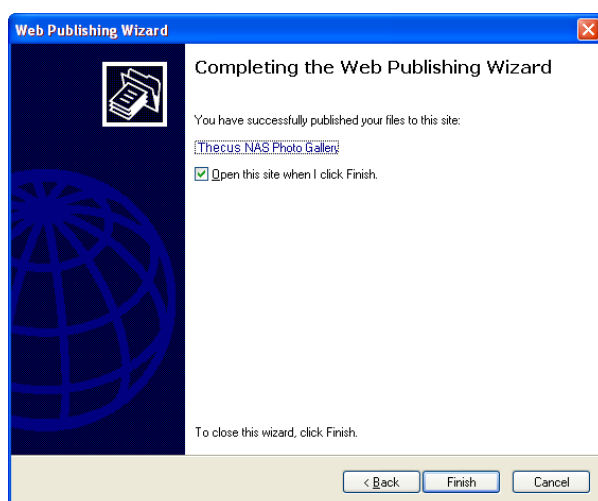 Web Publishing Wizard
Completing the Web Publishing Wizard
You have successfully published your files to this site:
Thecus NAS Photo Gallery
Open this site when I click Finish.
To close this wizard, click Finish.
< Back Finish Cancel